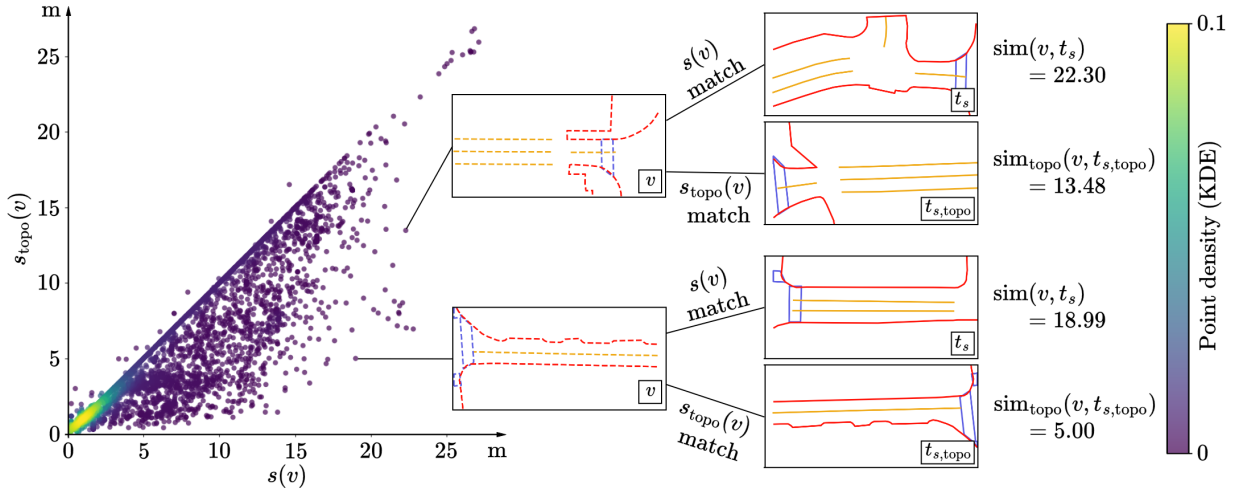 m
25
20
15
10
5
0
s_topo(v)
0
5
10
15
20
25
m
s(v)
v
s(v)
match
s_topo(v)
match
t_s
sim(v, t_s)
= 22.30
t_s,topo
sim_topo(v, t_s,topo)
= 13.48
v
s(v)
match
s_topo(v)
match
t_s
sim(v, t_s)
= 18.99
t_s,topo
sim_topo(v, t_s,topo)
= 5.00
0.1
Point density (KDE)
0